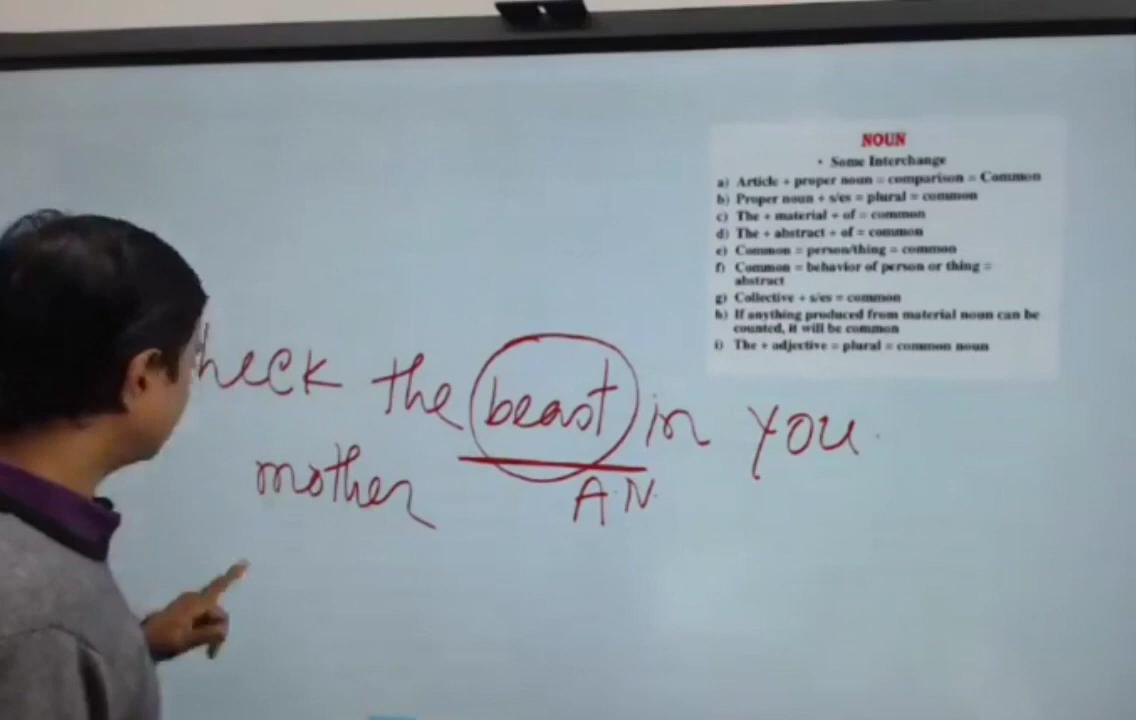 NOUN
• Some Interchange
a) Article + proper noun = comparison = Common
b) Proper noun + s/es = plural = common
c) The + material + of = common
d) The + abstract + of = common
e) Common = person/thing = common
f) Common = behavior of person or thing =
abstract
g) Collective + s/es = common
h) If anything produced from material noun can be
counted, it will be common
i) The + adjective = plural = common noun
heck the beast in you.
mother
A.N.